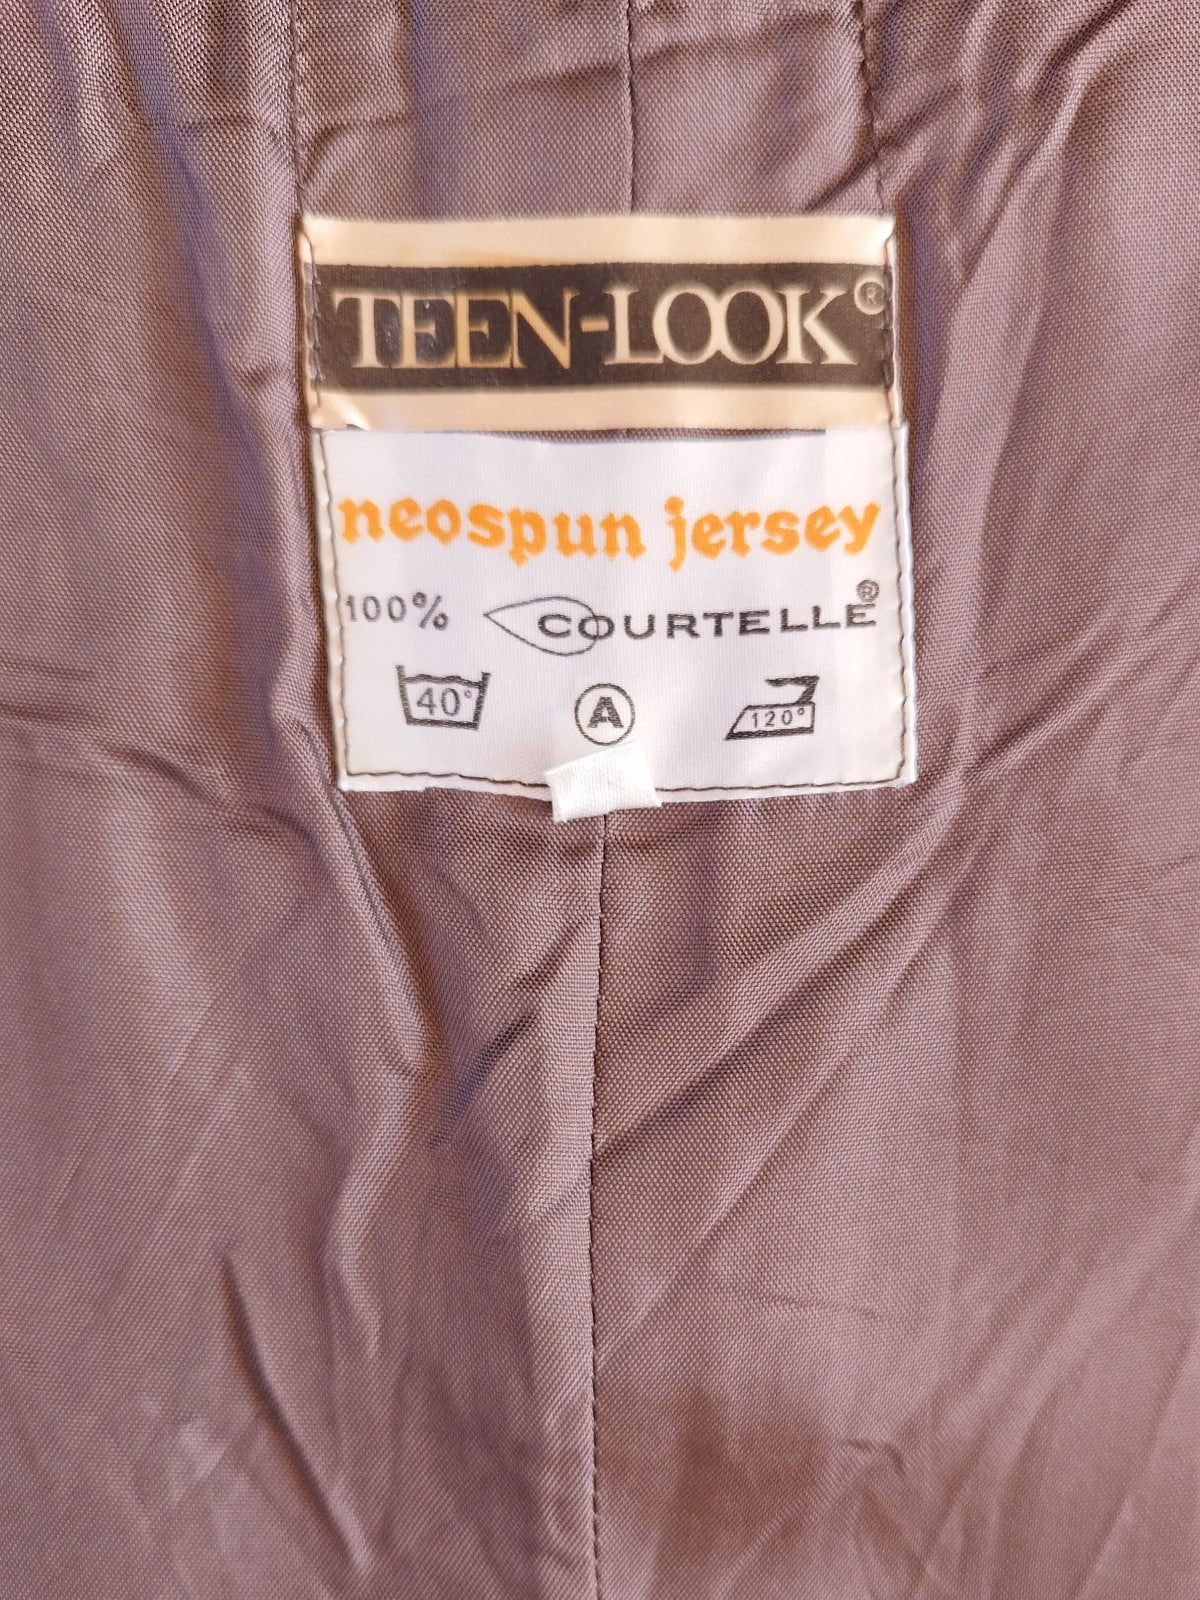 TEEN-LOOK®
neospun jersey
100% COURTELLE®
40° A 120°